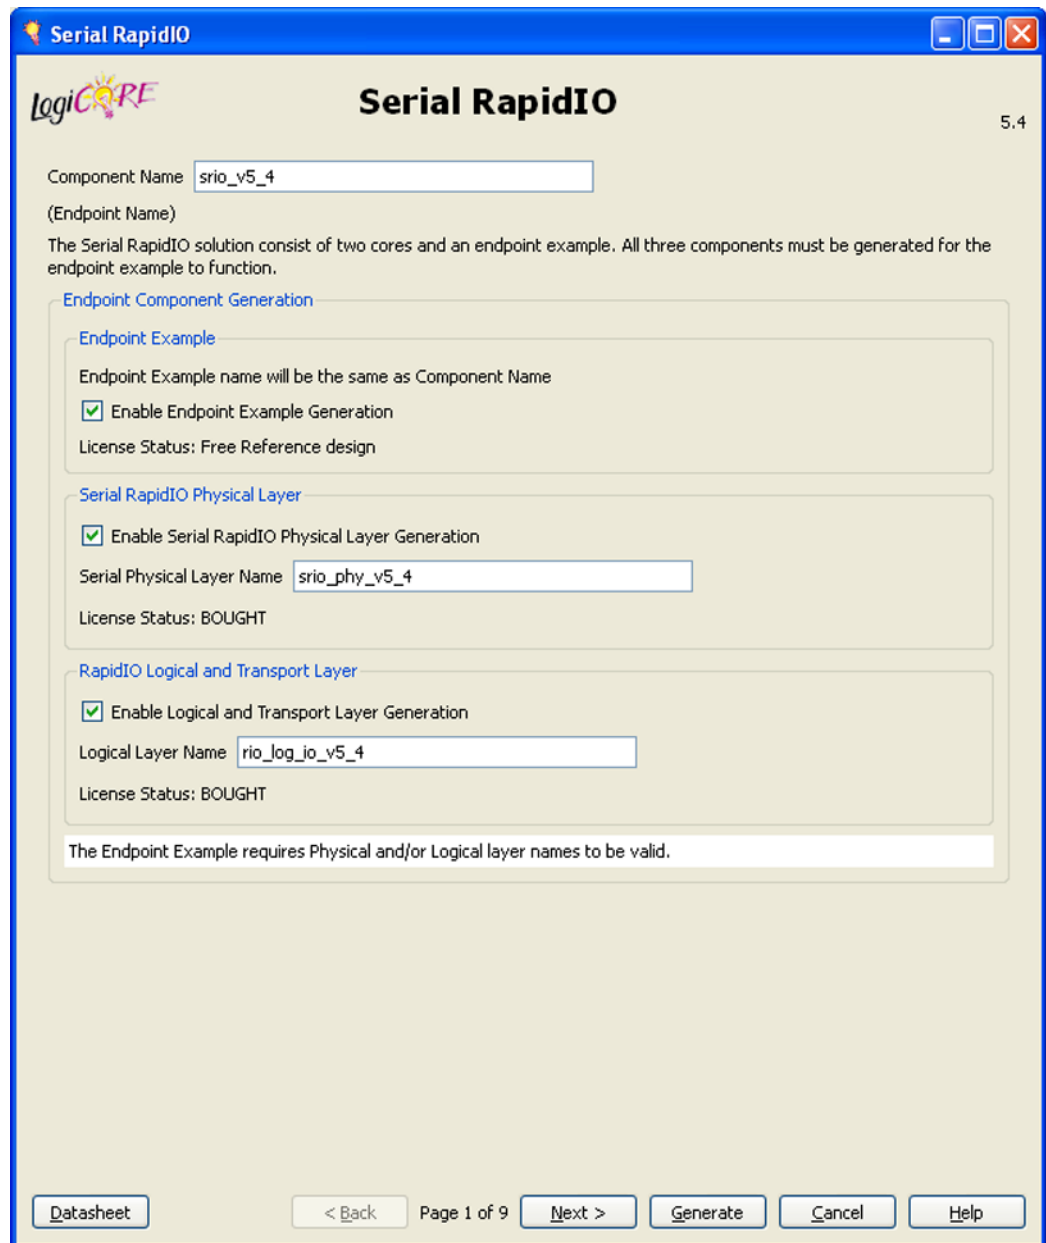 Serial RapidIO
LogiCORE
Serial RapidIO
5.4
Component Name srio_v5_4
(Endpoint Name)
The Serial RapidIO solution consist of two cores and an endpoint example. All three components must be generated for the
endpoint example to function.
Endpoint Component Generation
Endpoint Example
Endpoint Example name will be the same as Component Name
Enable Endpoint Example Generation
License Status: Free Reference design
Serial RapidIO Physical Layer
Enable Serial RapidIO Physical Layer Generation
Serial Physical Layer Name srio_phy_v5_4
License Status: BOUGHT
RapidIO Logical and Transport Layer
Enable Logical and Transport Layer Generation
Logical Layer Name rio_log_io_v5_4
License Status: BOUGHT
The Endpoint Example requires Physical and/or Logical layer names to be valid.
Datasheet < Back Page 1 of 9 Next > Generate Cancel Help